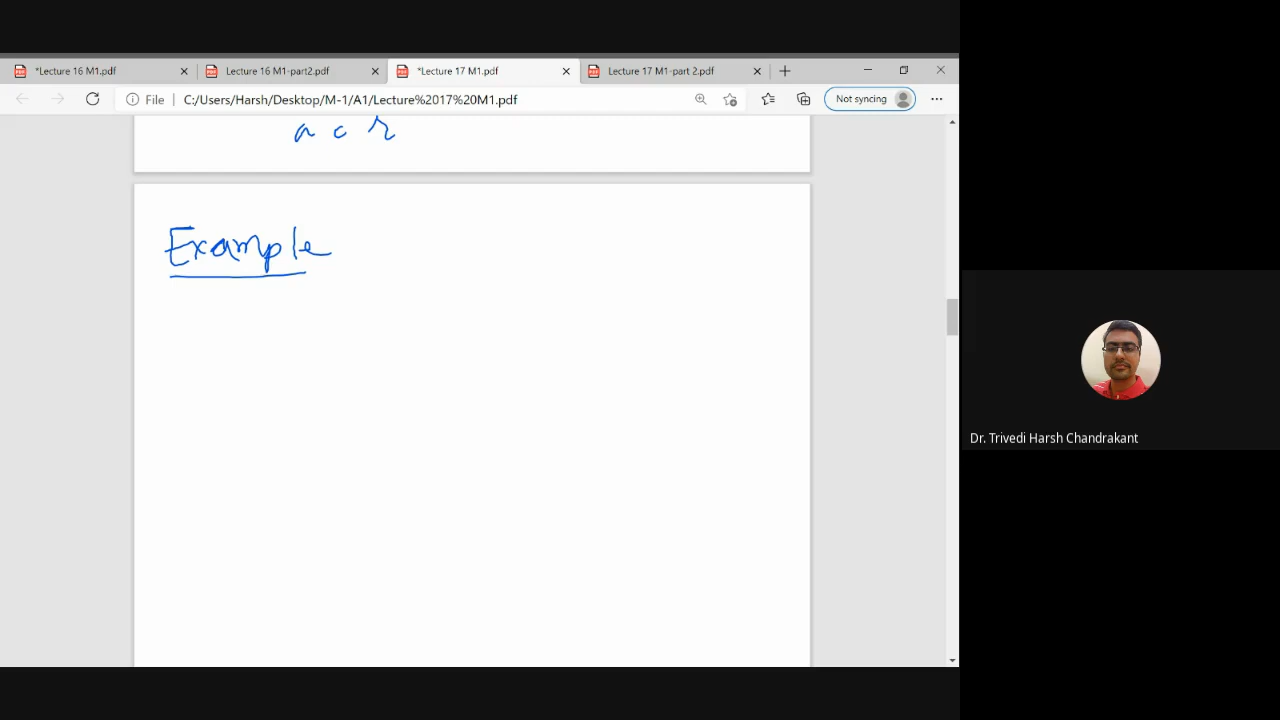 *Lecture 16 M1.pdf
Lecture 16 M1-part2.pdf
*Lecture 17 M1.pdf
Lecture 17 M1-part 2.pdf
File
C:/Users/Harsh/Desktop/M-1/A1/Lecture%2017%20M1.pdf
Not syncing
Example
Dr. Trivedi Harsh Chandrakant